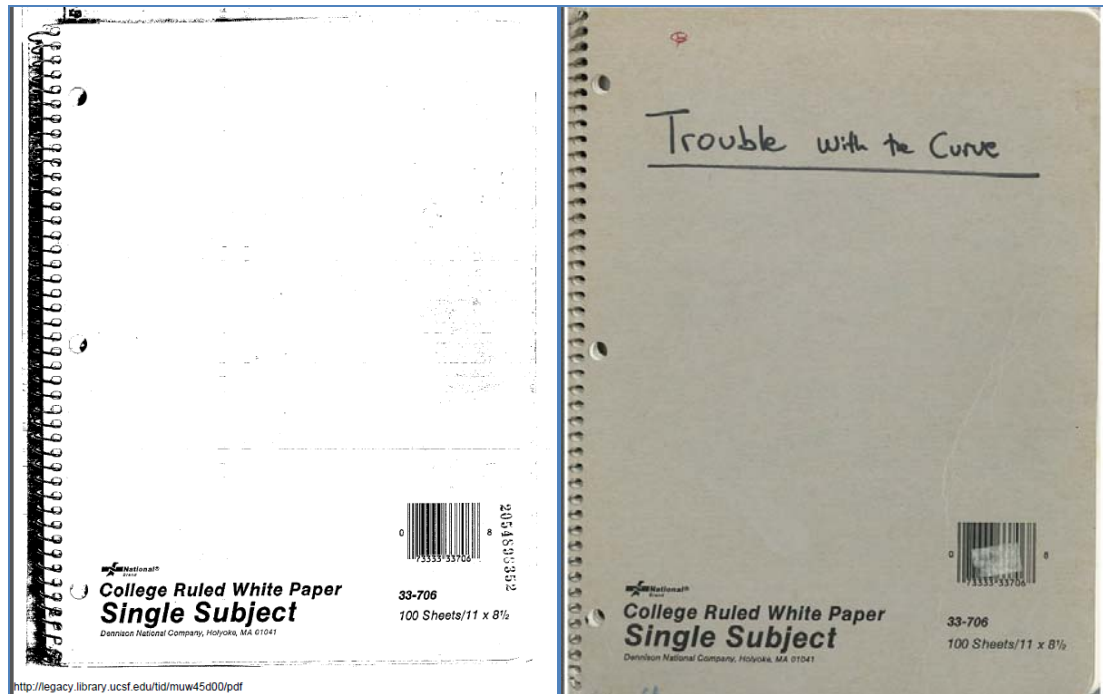 National®
Brand
College Ruled White Paper
Single Subject
Dennison National Company, Holyoke, MA 01041
0 8
73333 33706
33-706
100 Sheets/11 x 8½
http://legacy.library.ucsf.edu/tid/muw45d00/pdf
Trouble with the Curve
0 8
73333 33706
National®
Brand
College Ruled White Paper
Single Subject
Dennison National Company, Holyoke, MA 01041
33-706
100 Sheets/11 x 8½